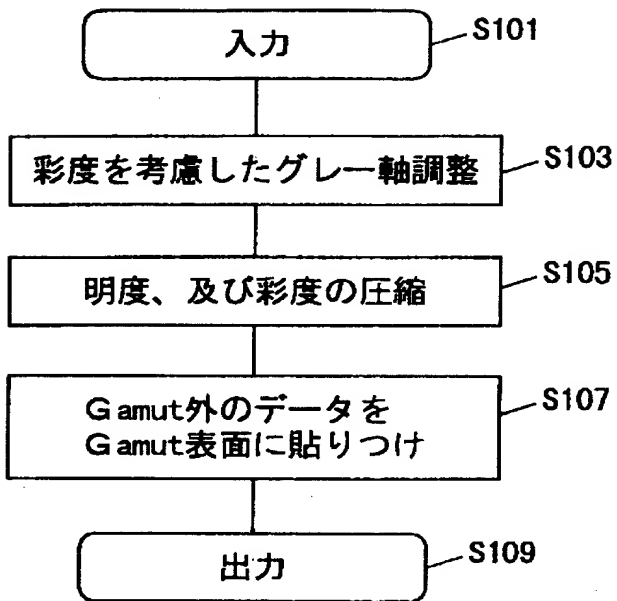 入力
S101
彩度を考慮したグレー軸調整
S103
明度、及び彩度の圧縮
S105
Gamut外のデータを
Gamut表面に貼りつけ
S107
出力
S109